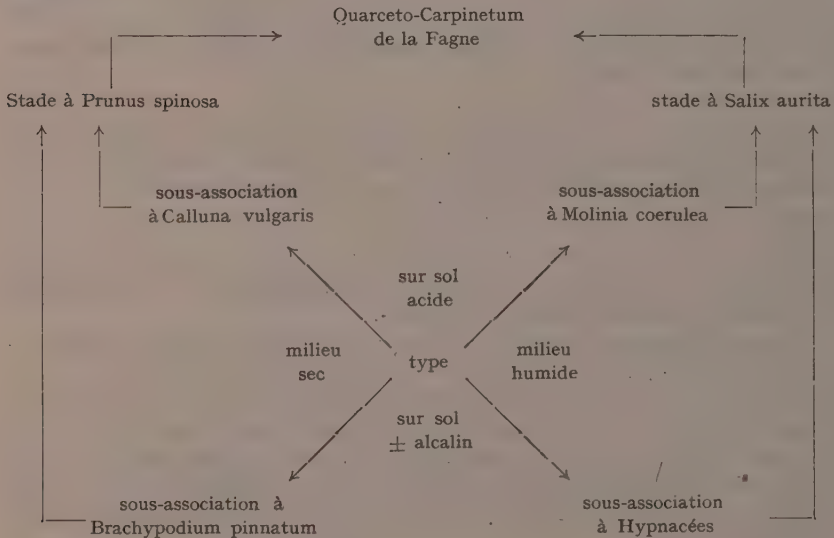 Quarceto-Carpinetum
de la Fagne
Stade à Prunus spinosa
stade à Salix aurita
sous-association
à Calluna vulgaris
sous-association
à Molinia coerulea
sur sol
acide
milieu
sec
type
milieu
humide
sur sol
± alcalin
sous-association à
Brachypodium pinnatum
sous-association
à Hypnacées